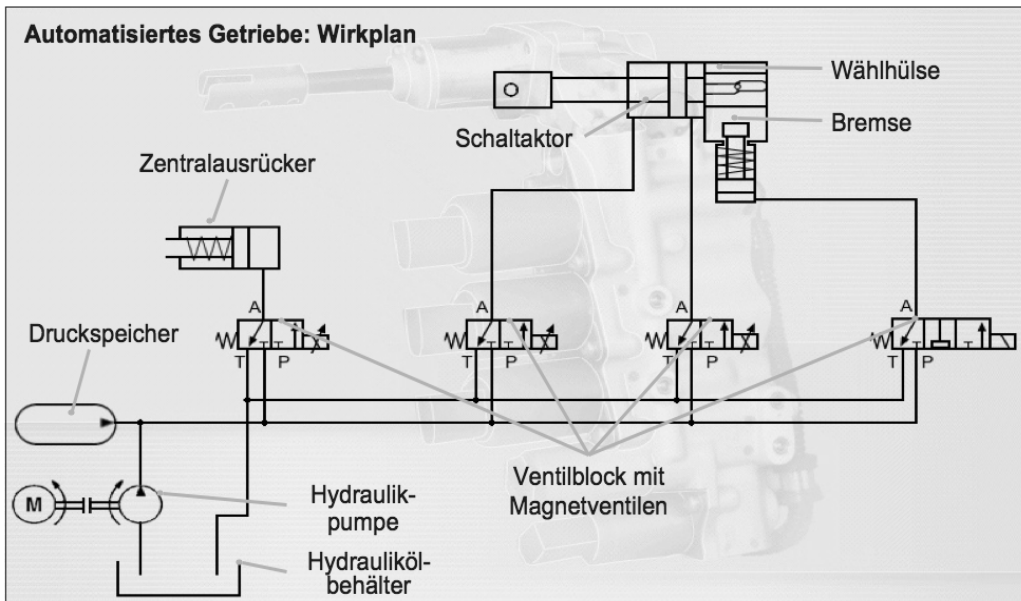 Automatisiertes Getriebe: Wirkplan
Wählhülse
Schaltaktor
Bremse
Zentralausrücker
Druckspeicher
A
A
A
A
T P
T P
T P
T P
M
Hydraulik-
pumpe
Ventilblock mit
Magnetventilen
Hydrauliköl-
behälter